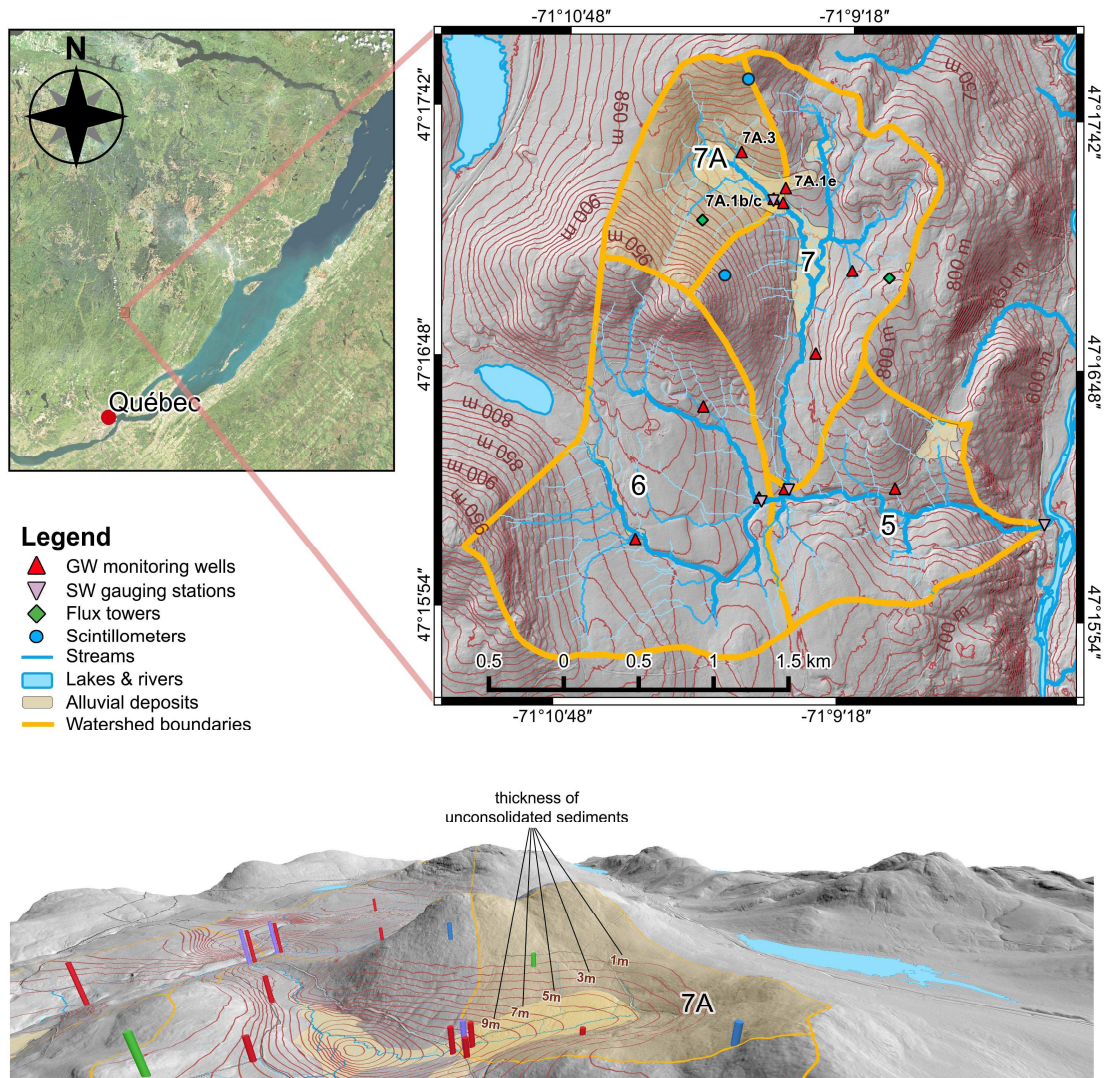 N
Québec
Legend
GW monitoring wells
SW gauging stations
Flux towers
Scintillometers
Streams
Lakes & rivers
Alluvial deposits
Watershed boundaries
-71°10'48"
-71°9'18"
47°17'42"
47°17'42"
850 m
750 m
7A.3
7A
7A.1e
7A.1b/c
900 m
950 m
7
800 m
650 m
47°16'48"
47°16'48"
800 m
600 m
800 m
850 m
900 m
950 m
6
5
47°15'54"
47°15'54"
700 m
0.5
0
0.5
1
1.5 km
-71°10'48"
-71°9'18"
thickness of
unconsolidated sediments
1m
3m
5m
7m
9m
7A